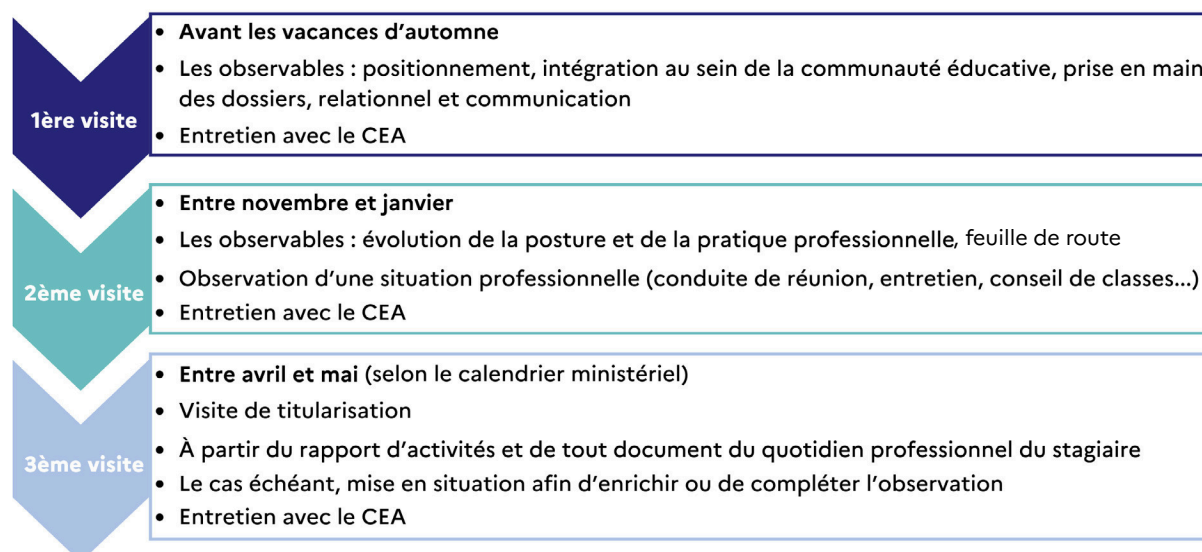 1ère visite
• Avant les vacances d'automne
• Les observables : positionnement, intégration au sein de la communauté éducative, prise en main
des dossiers, relationnel et communication
• Entretien avec le CEA
2ème visite
• Entre novembre et janvier
• Les observables : évolution de la posture et de la pratique professionnelle, feuille de route
• Observation d'une situation professionnelle (conduite de réunion, entretien, conseil de classes...)
• Entretien avec le CEA
3ème visite
• Entre avril et mai (selon le calendrier ministériel)
• Visite de titularisation
• À partir du rapport d'activités et de tout document du quotidien professionnel du stagiaire
• Le cas échéant, mise en situation afin d'enrichir ou de compléter l'observation
• Entretien avec le CEA